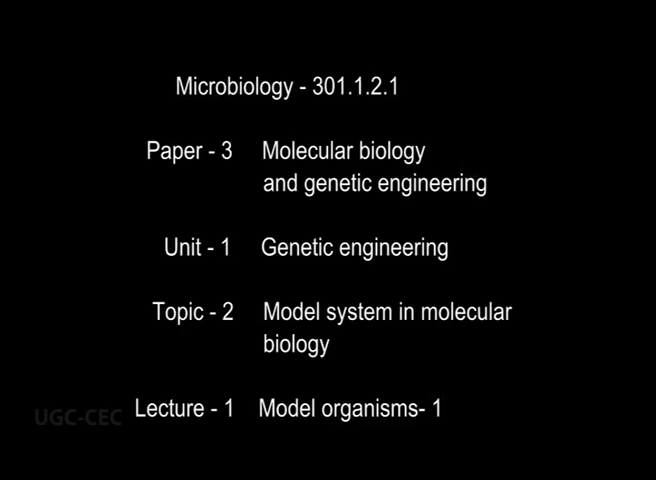 Microbiology - 301.1.2.1
Paper - 3 Molecular biology
and genetic engineering
Unit - 1 Genetic engineering
Topic - 2 Model system in molecular
biology
Lecture - 1 Model organisms- 1
UGC-CEC